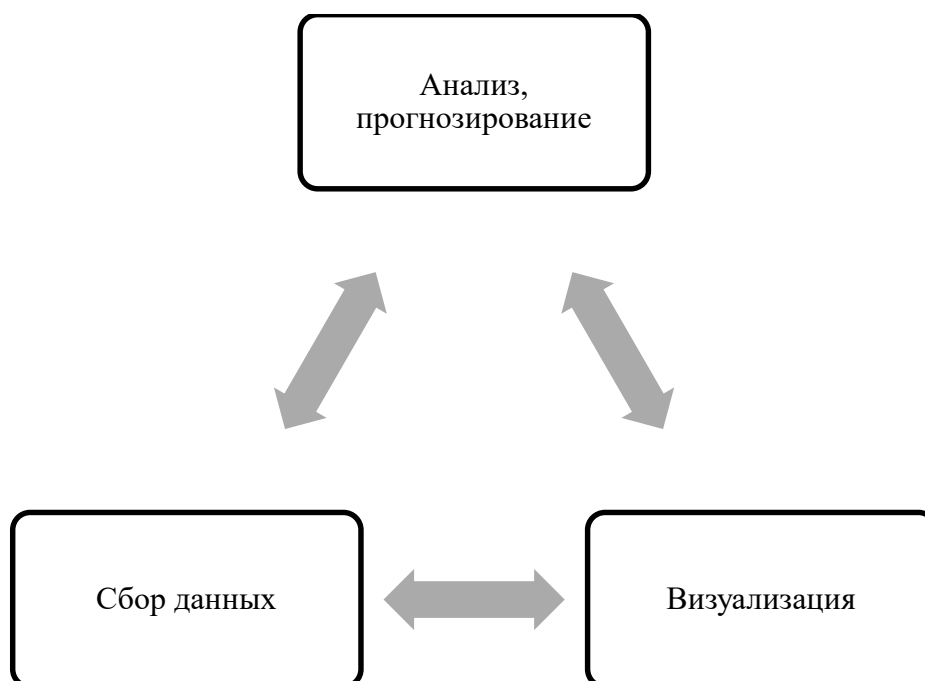 Анализ,
прогнозирование
Сбор данных
Визуализация